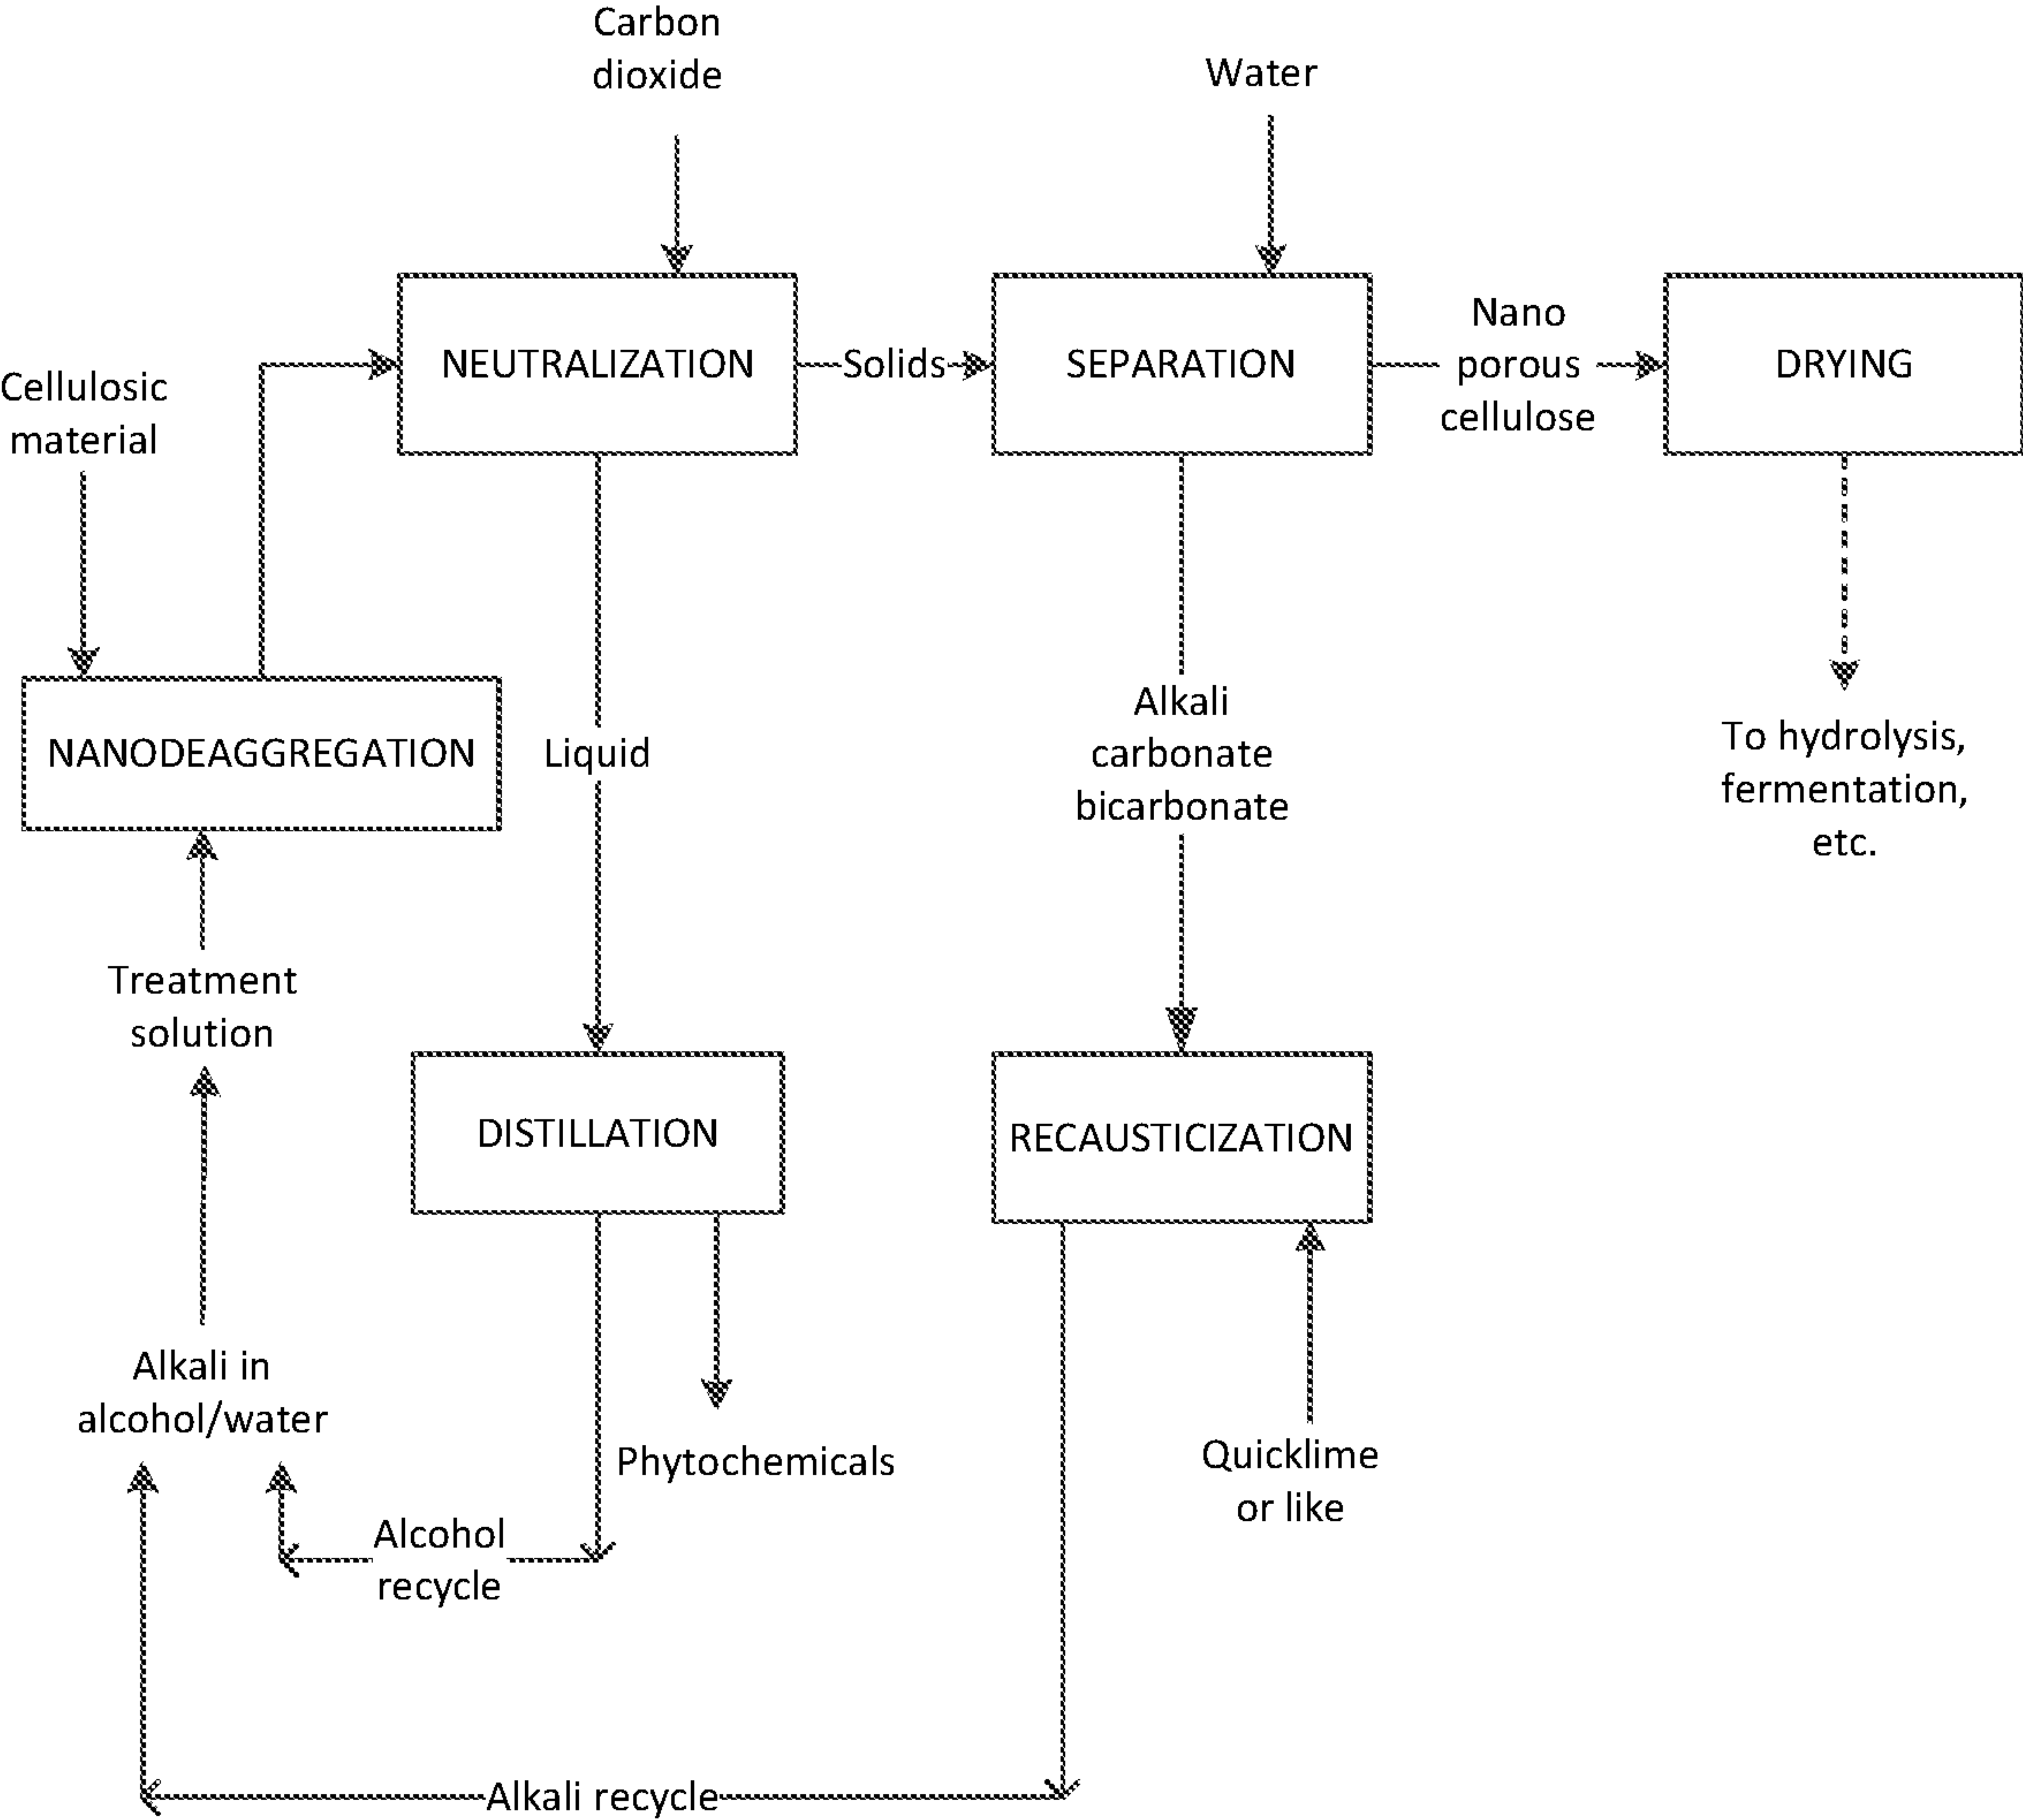 Carbon
dioxide
Water
NEUTRALIZATION
Solids
SEPARATION
Nano
porous
cellulose
DRYING
Cellulosic
material
NANODEAGGREGATION
Liquid
Alkali
carbonate
bicarbonate
To hydrolysis,
fermentation,
etc.
Treatment
solution
DISTILLATION
RECAUSTICIZATION
Alkali in
alcohol/water
Phytochemicals
Quicklime
or like
Alcohol
recycle
Alkali recycle